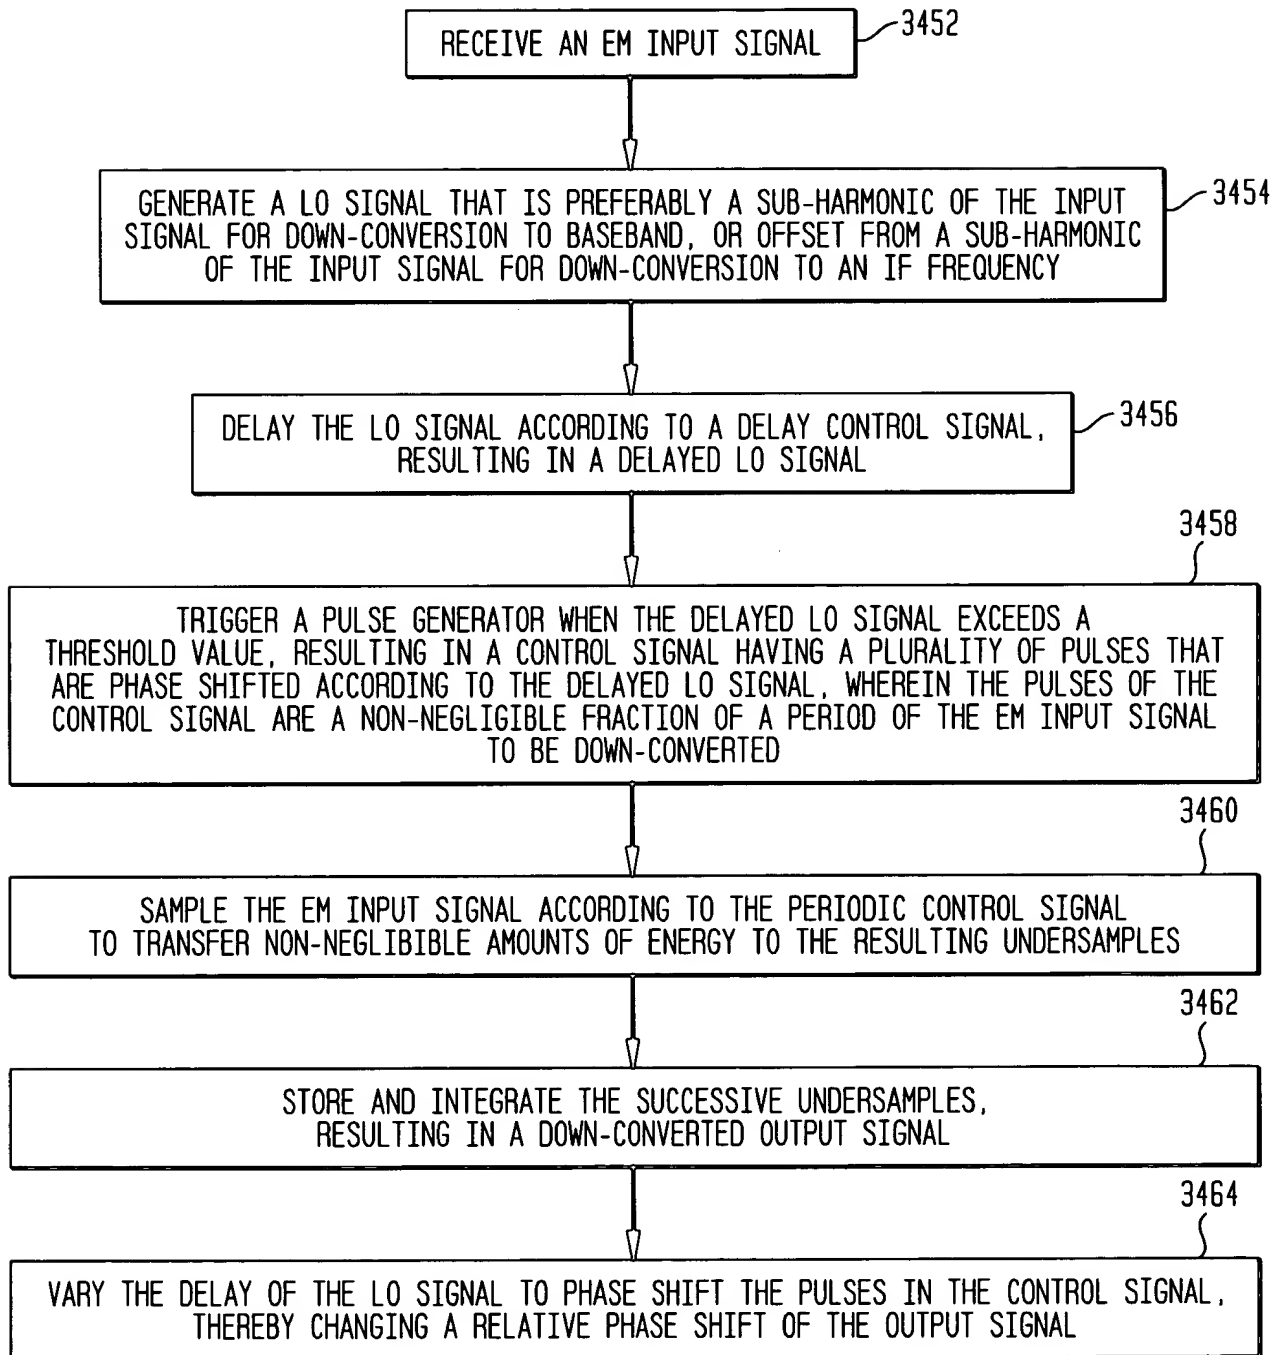 RECEIVE AN EM INPUT SIGNAL
3452
GENERATE A LO SIGNAL THAT IS PREFERABLY A SUB-HARMONIC OF THE INPUT
SIGNAL FOR DOWN-CONVERSION TO BASEBAND, OR OFFSET FROM A SUB-HARMONIC
OF THE INPUT SIGNAL FOR DOWN-CONVERSION TO AN IF FREQUENCY
3454
DELAY THE LO SIGNAL ACCORDING TO A DELAY CONTROL SIGNAL,
RESULTING IN A DELAYED LO SIGNAL
3456
3458
TRIGGER A PULSE GENERATOR WHEN THE DELAYED LO SIGNAL EXCEEDS A
THRESHOLD VALUE, RESULTING IN A CONTROL SIGNAL HAVING A PLURALITY OF PULSES THAT
ARE PHASE SHIFTED ACCORDING TO THE DELAYED LO SIGNAL, WHEREIN THE PULSES OF THE
CONTROL SIGNAL ARE A NON-NEGLIGIBLE FRACTION OF A PERIOD OF THE EM INPUT SIGNAL
TO BE DOWN-CONVERTED
3460
SAMPLE THE EM INPUT SIGNAL ACCORDING TO THE PERIODIC CONTROL SIGNAL
TO TRANSFER NON-NEGLIBIBLE AMOUNTS OF ENERGY TO THE RESULTING UNDERSAMPLES
3462
STORE AND INTEGRATE THE SUCCESSIVE UNDERSAMPLES,
RESULTING IN A DOWN-CONVERTED OUTPUT SIGNAL
3464
VARY THE DELAY OF THE LO SIGNAL TO PHASE SHIFT THE PULSES IN THE CONTROL SIGNAL,
THEREBY CHANGING A RELATIVE PHASE SHIFT OF THE OUTPUT SIGNAL